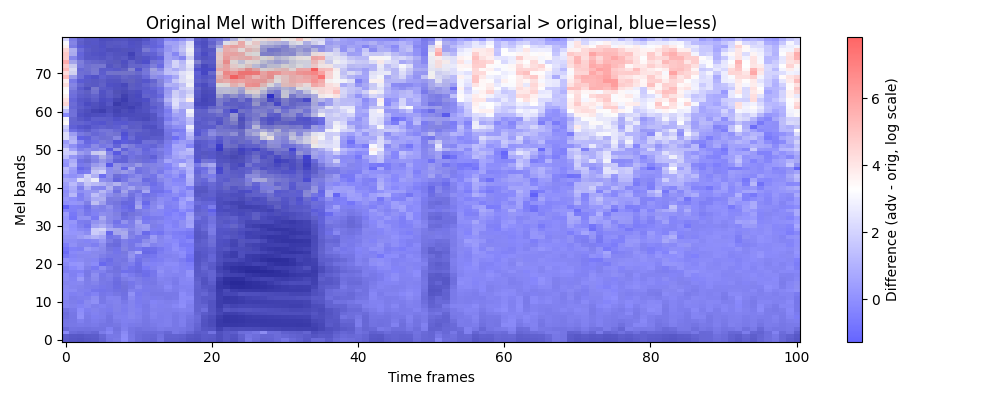 Original Mel with Differences (red=adversarial > original, blue=less)
Mel bands
70
60
50
40
30
20
10
0
0 20 40 60 80 100
Time frames
6
4
2
0
Difference (adv - orig, log scale)